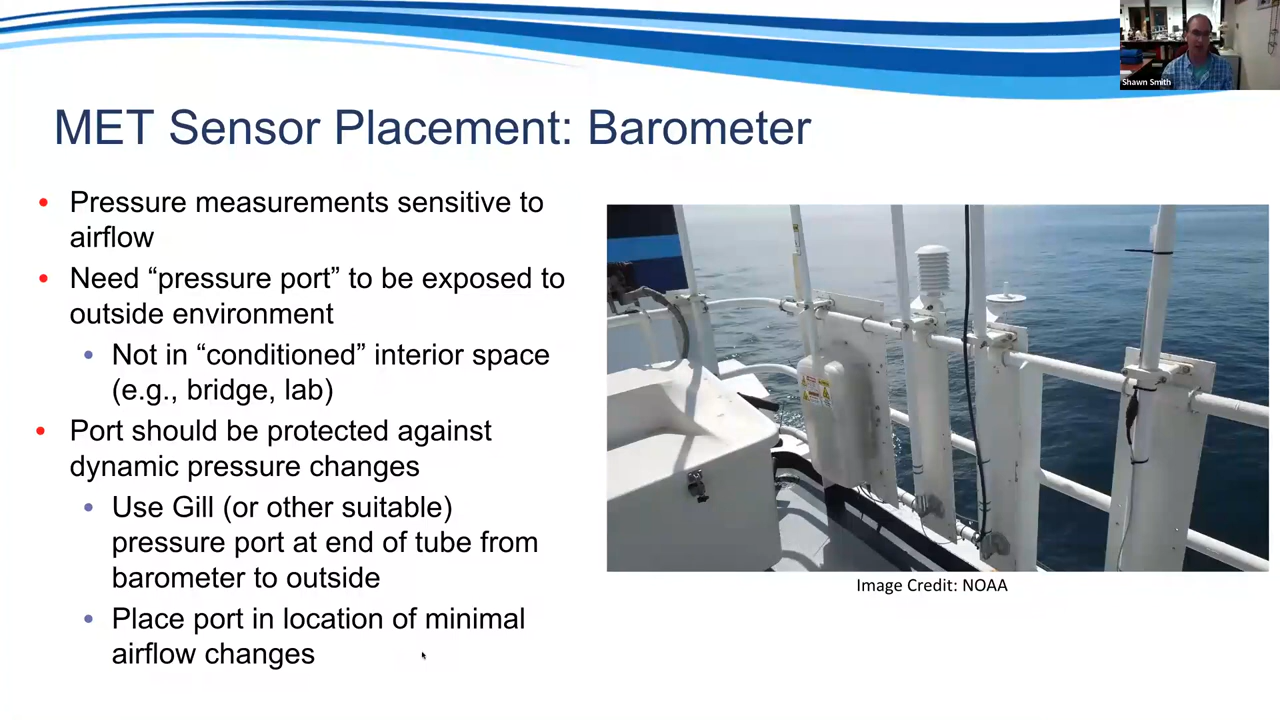 Shawn Smith
MET Sensor Placement: Barometer
• Pressure measurements sensitive to
airflow
• Need “pressure port” to be exposed to
outside environment
• Not in “conditioned” interior space
(e.g., bridge, lab)
• Port should be protected against
dynamic pressure changes
• Use Gill (or other suitable)
pressure port at end of tube from
barometer to outside
• Place port in location of minimal
airflow changes
Image Credit: NOAA